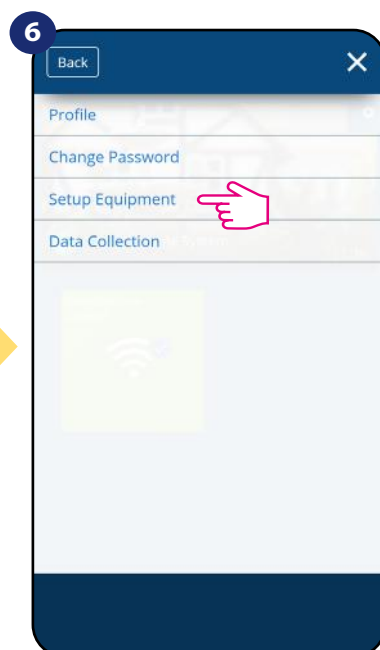 6
Back
Profile
Change Password
Setup Equipment
Data Collection